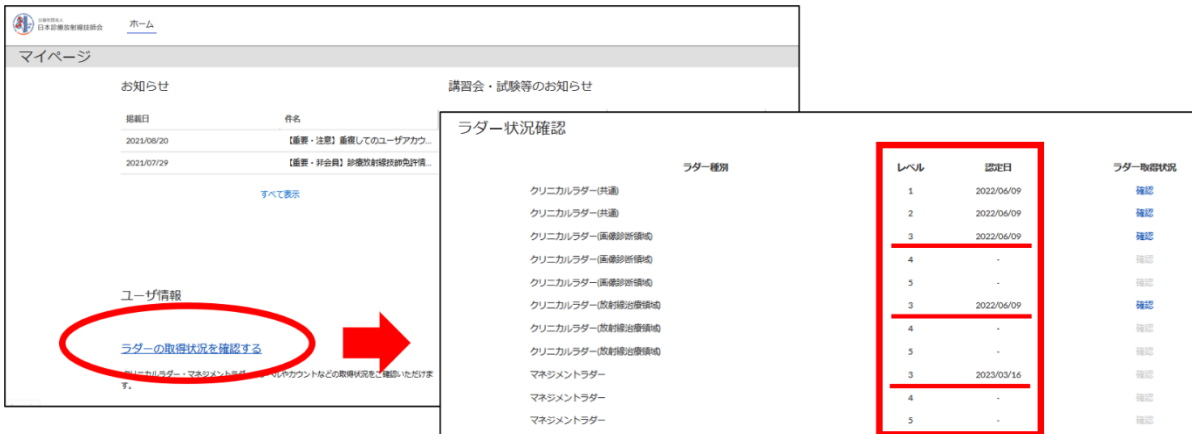 公益社団法人
日本診療放射線技師会
ホーム
マイページ
お知らせ
掲載日 件名
2021/08/20 【重要・注意】重複してのユーザアカウ...
2021/07/29 【重要・非会員】診療放射線技師免許情...
すべて表示
講習会・試験等のお知らせ
ユーザ情報
ラダーの取得状況を確認する
クリニカルラダー・マネジメントラダー やカウントなどの取得状況をご確認いただけま
す。
ラダー状況確認
ラダー種別 レベル 認定日 ラダー取得状況
クリニカルラダー(共通) 1 2022/06/09 確認
クリニカルラダー(共通) 2 2022/06/09 確認
クリニカルラダー(画像診断領域) 3 2022/06/09 確認
クリニカルラダー(画像診断領域) 4 - 確認
クリニカルラダー(画像診断領域) 5 - 確認
クリニカルラダー(放射線治療領域) 3 2022/06/09 確認
クリニカルラダー(放射線治療領域) 4 - 確認
クリニカルラダー(放射線治療領域) 5 - 確認
マネジメントラダー 3 2023/03/16 確認
マネジメントラダー 4 - 確認
マネジメントラダー 5 - 確認